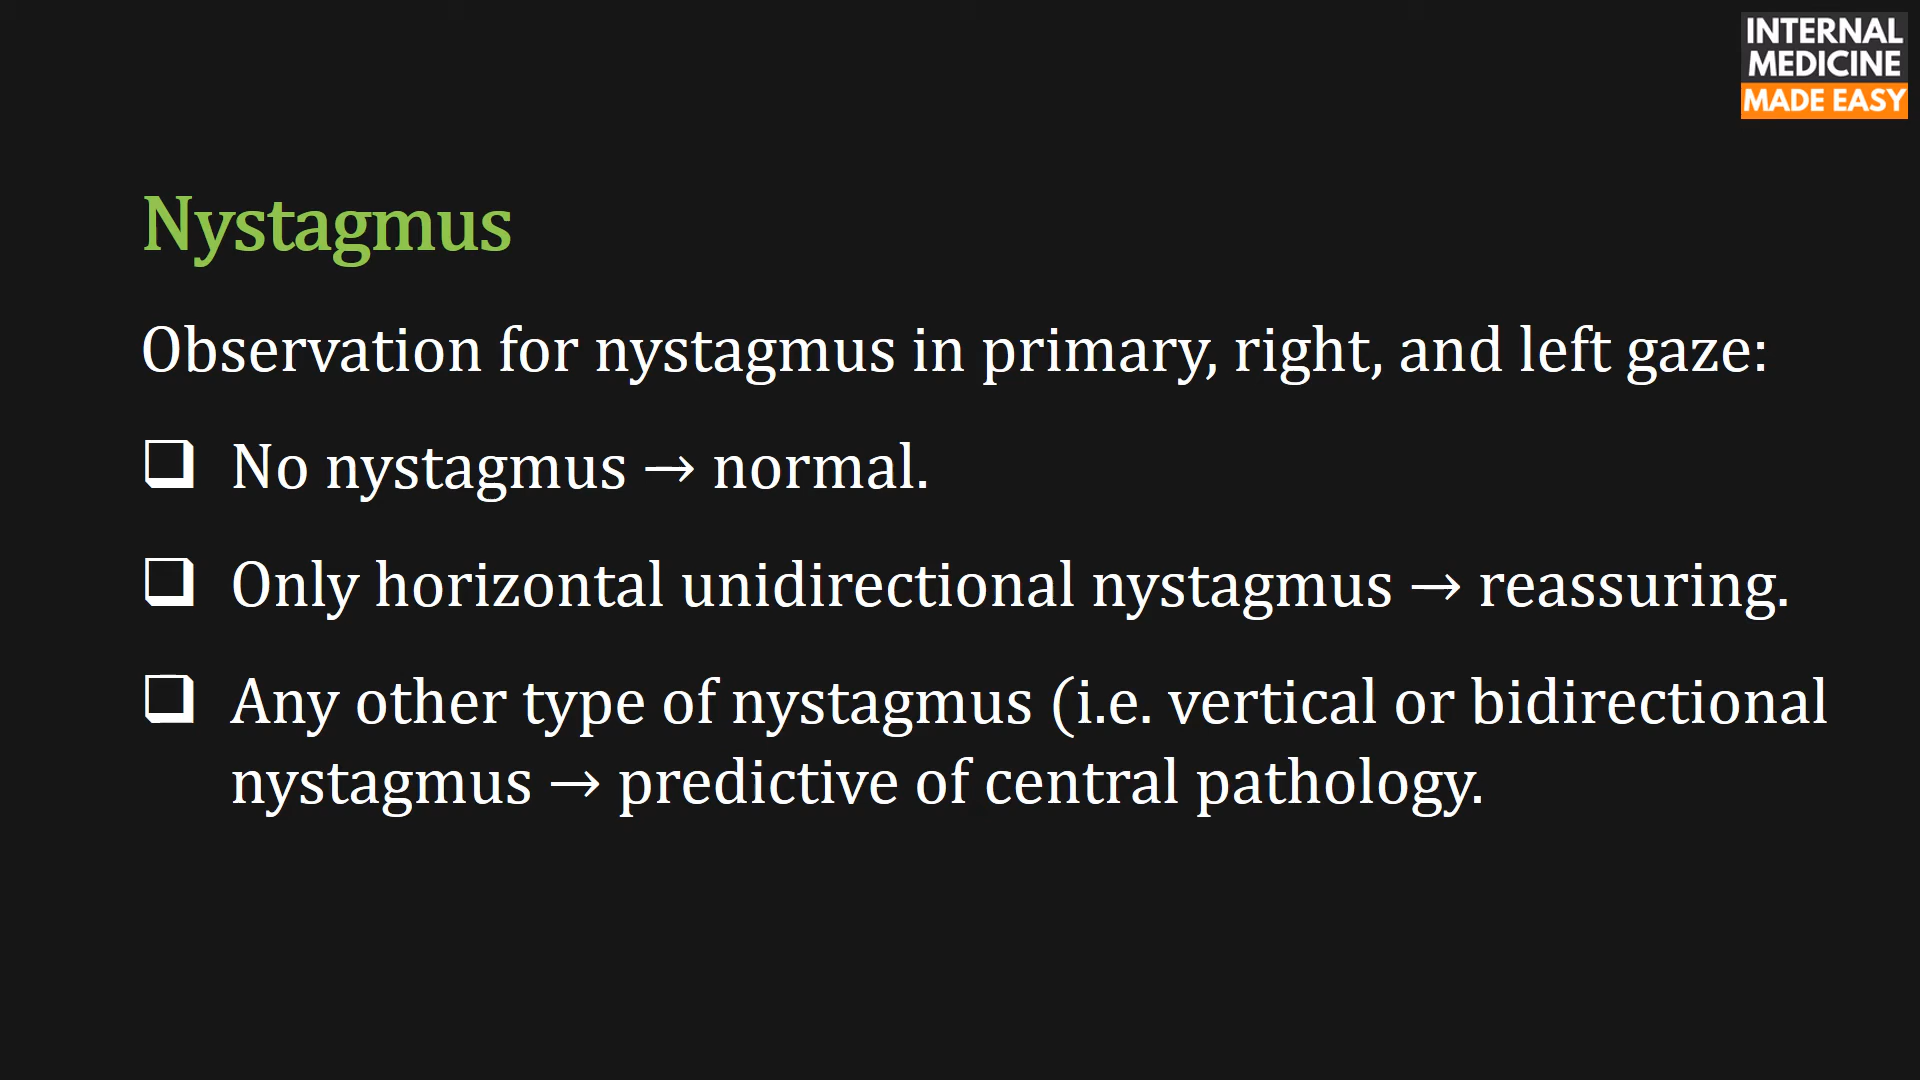 INTERNAL
MEDICINE
MADE EASY
Nystagmus
Observation for nystagmus in primary, right, and left gaze:
❑ No nystagmus → normal.
❑ Only horizontal unidirectional nystagmus → reassuring.
❑ Any other type of nystagmus (i.e. vertical or bidirectional
nystagmus → predictive of central pathology.